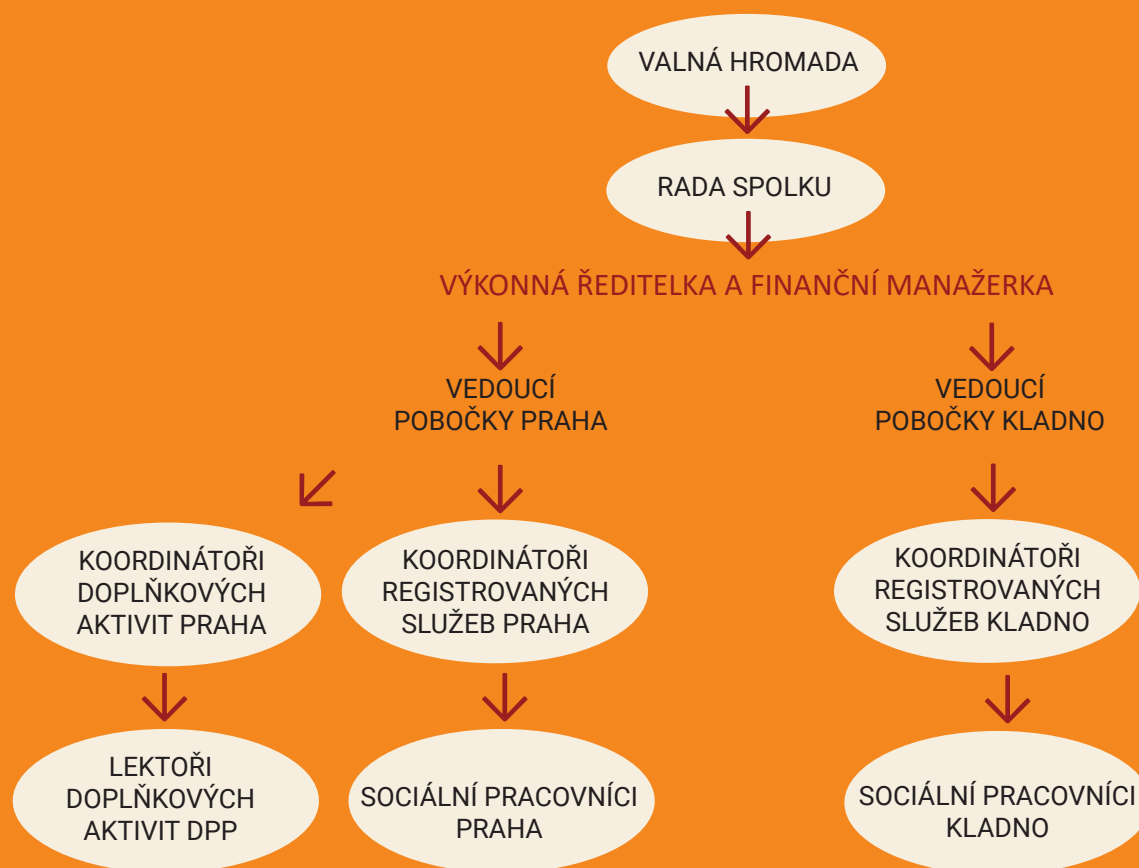 VALNÁ HROMADA
RADA SPOLKU
VÝKONNÁ ŘEDITELKA A FINANČNÍ MANAŽERKA
VEDOUCÍ
POBOČKY PRAHA
VEDOUCÍ
POBOČKY KLADNO
KOORDINÁTOŘI
DOPLŇKOVÝCH
AKTIVIT PRAHA
KOORDINÁTOŘI
REGISTROVANÝCH
SLUŽEB PRAHA
KOORDINÁTOŘI
REGISTROVANÝCH
SLUŽEB KLADNO
LEKTOŘI
DOPLŇKOVÝCH
AKTIVIT DPP
SOCIÁLNÍ PRACOVNÍCI
PRAHA
SOCIÁLNÍ PRACOVNÍCI
KLADNO